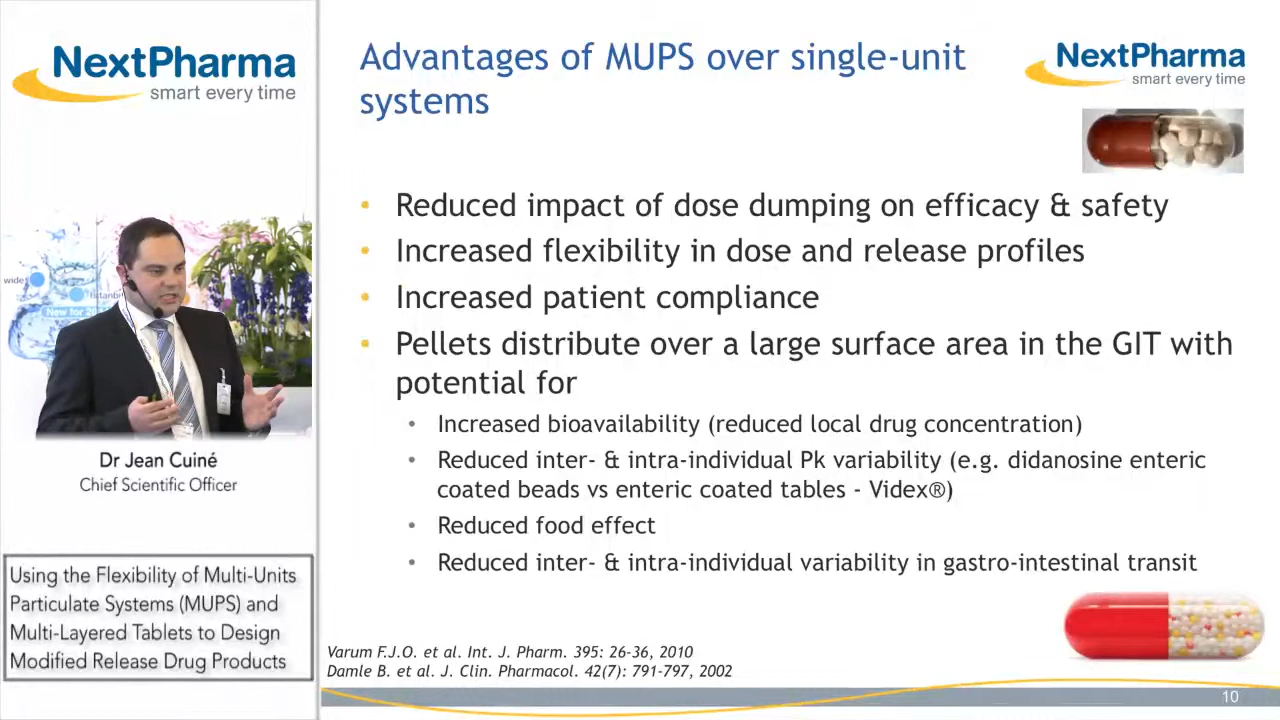 NextPharma
smart every time
Advantages of MUPS over single-unit
systems
NextPharma
smart every time
• Reduced impact of dose dumping on efficacy & safety
• Increased flexibility in dose and release profiles
• Increased patient compliance
• Pellets distribute over a large surface area in the GIT with
potential for
• Increased bioavailability (reduced local drug concentration)
• Reduced inter- & intra-individual Pk variability (e.g. didanosine enteric
coated beads vs enteric coated tables - Videx®)
• Reduced food effect
• Reduced inter- & intra-individual variability in gastro-intestinal transit
wide
New for 20
Dr Jean Cuiné
Chief Scientific Officer
Using the Flexibility of Multi-Units
Particulate Systems (MUPS) and
Multi-Layered Tablets to Design
Modified Release Drug Products
Varum F.J.O. et al. Int. J. Pharm. 395: 26-36, 2010
Damle B. et al. J. Clin. Pharmacol. 42(7): 791-797, 2002
10